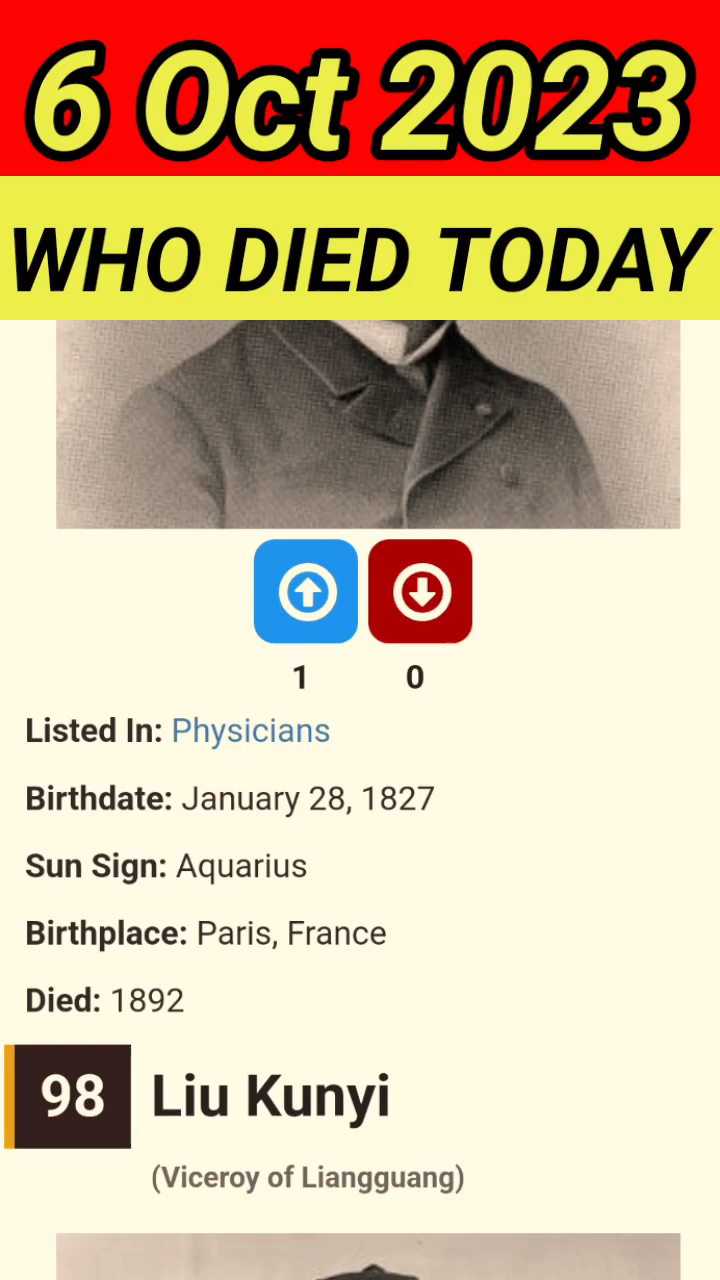 6 Oct 2023
WHO DIED TODAY
1 0
Listed In: Physicians
Birthdate: January 28, 1827
Sun Sign: Aquarius
Birthplace: Paris, France
Died: 1892
98 Liu Kunyi
(Viceroy of Liangguang)